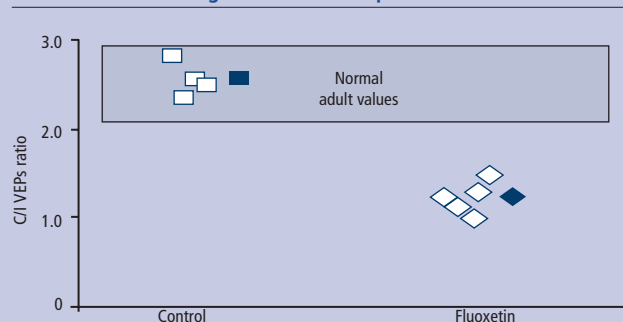 3.0
2.0
1.0
0
C/I VEPs ratio
Normal
adult values
Control
Fluoxetin